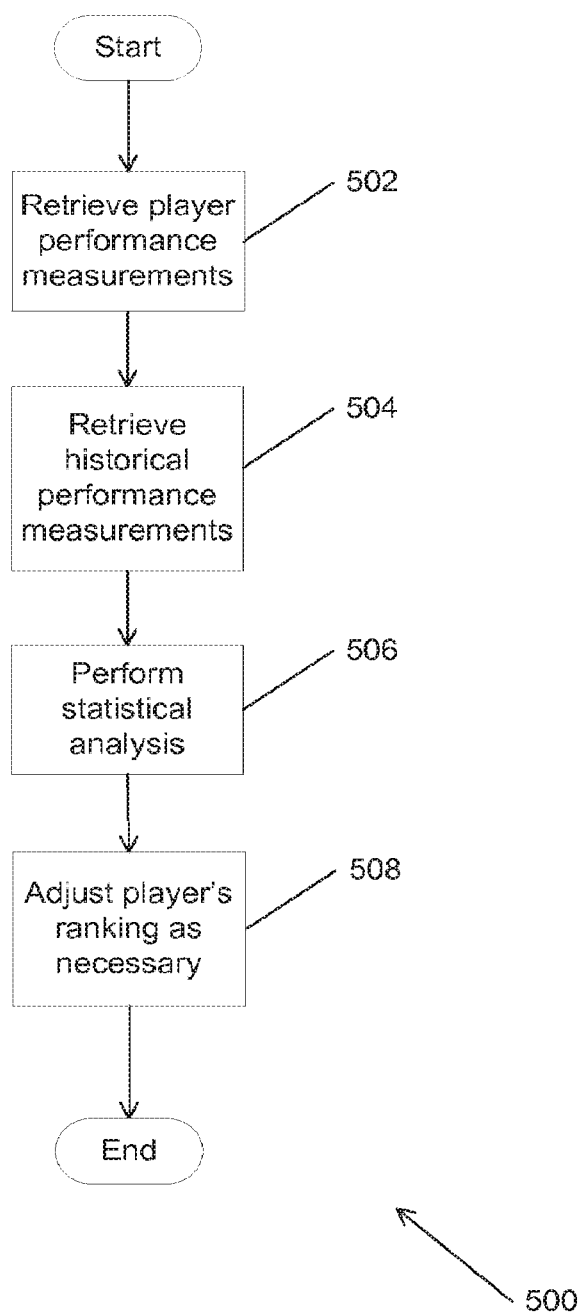 Start
502
Retrieve player
performance
measurements
504
Retrieve
historical
performance
measurements
506
Perform
statistical
analysis
508
Adjust player's
ranking as
necessary
End
500